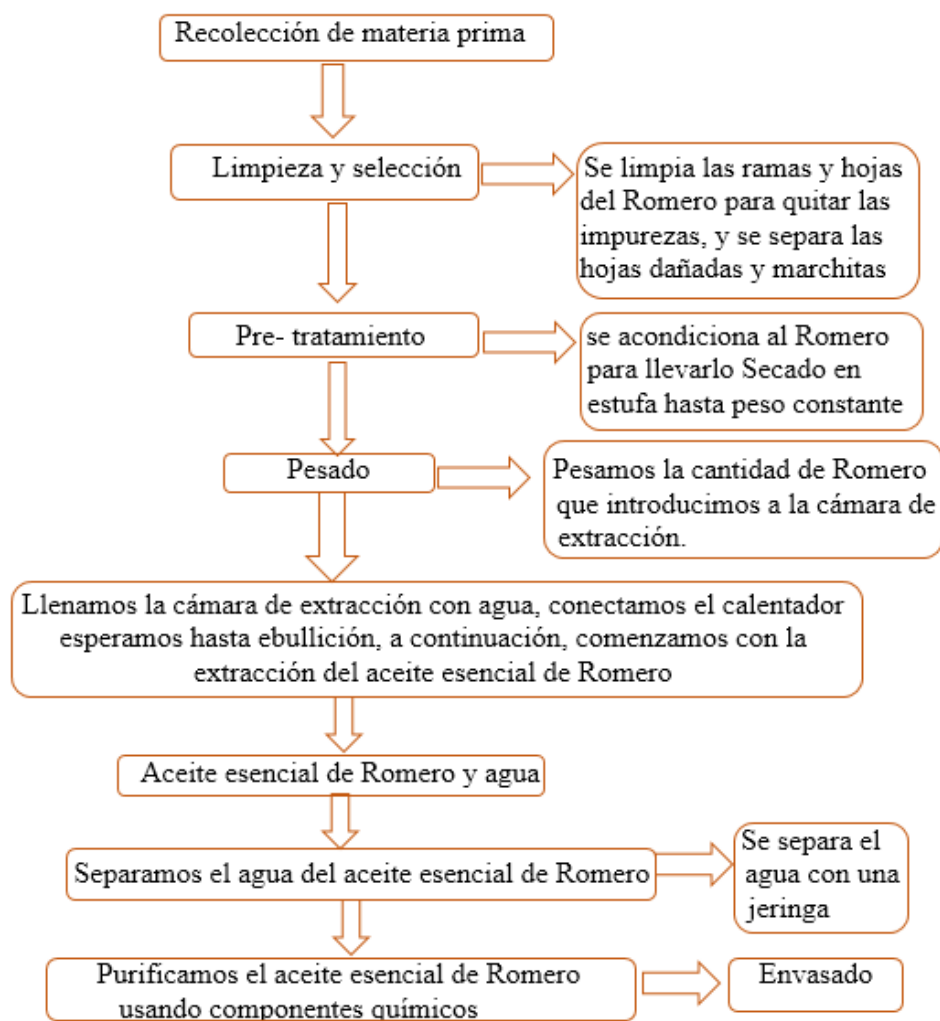 Recolección de materia prima
Limpieza y selección
Se limpia las ramas y hojas
del Romero para quitar las
impurezas, y se separa las
hojas dañadas y marchitas
Pre- tratamiento
se acondiciona al Romero
para llevarlo Secado en
estufa hasta peso constante
Pesado
Pesamos la cantidad de Romero
que introducimos a la cámara de
extracción.
Llenamos la cámara de extracción con agua, conectamos el calentador
esperamos hasta ebullición, a continuación, comenzamos con la
extracción del aceite esencial de Romero
Aceite esencial de Romero y agua
Separamos el agua del aceite esencial de Romero
Se separa el
agua con una
jeringa
Purificamos el aceite esencial de Romero
usando componentes químicos
Envasado